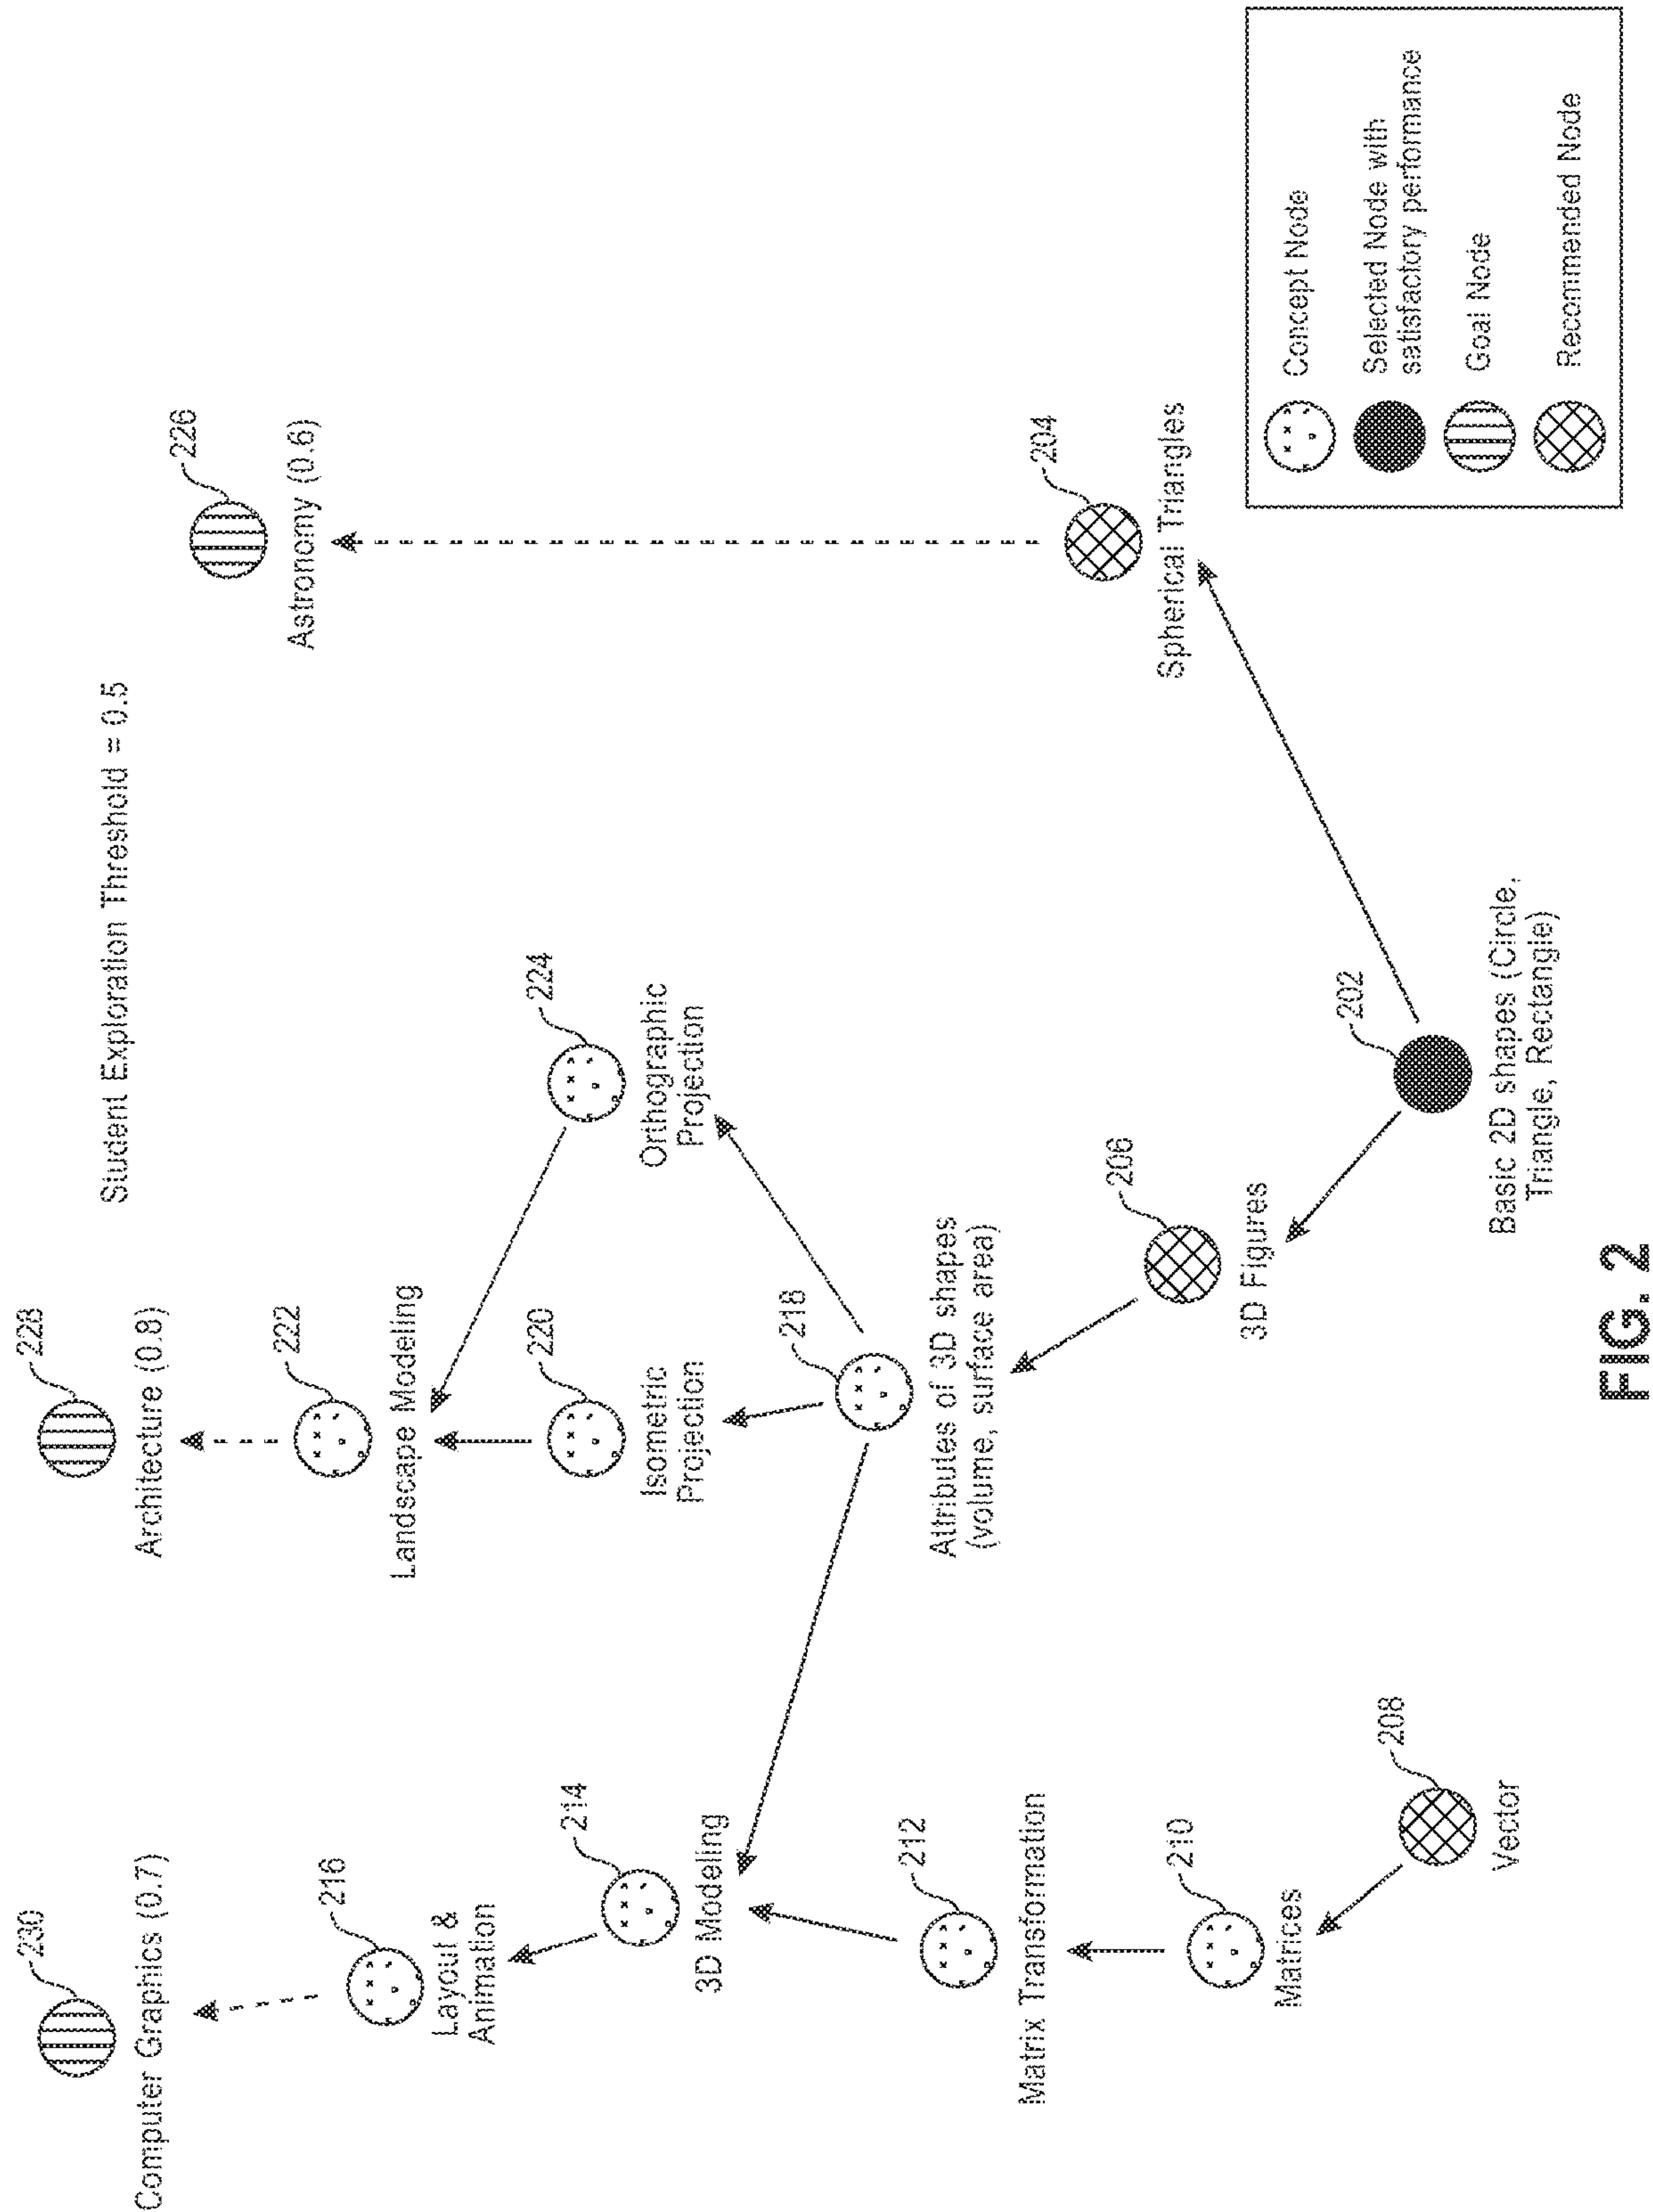 Student Exploration Threshold = 0.5
230
Computer Graphics (0.7)
228
Architecture (0.8)
226
Astronomy (0.6)
216
Layout &
Animation
222
Landscape Modeling
214
3D Modeling
220
Isometric
Projection
224
Orthographic
Projection
212
Matrix Transformation
218
Attributes of 3D shapes
(volume, surface area)
204
Spherical Triangles
210
Matrices
206
3D Figures
208
Vector
202
Basic 2D shapes (Circle,
Triangle, Rectangle)
Concept Node
Selected Node with
satisfactory performance
Goal Node
Recommended Node
FIG. 2